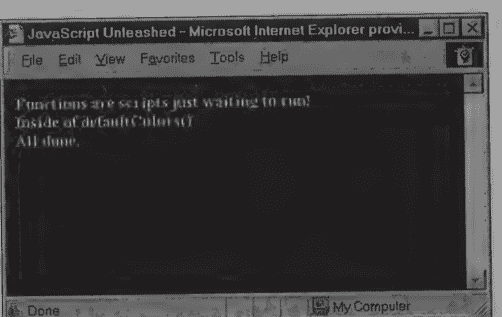 JavaScript Unleashed - Microsoft Internet Explorer provi...
File Edit View Favorites Tools Help
Functions are scripts just waiting to run!
Inside of defaultColors()
All done.
Done
My Computer